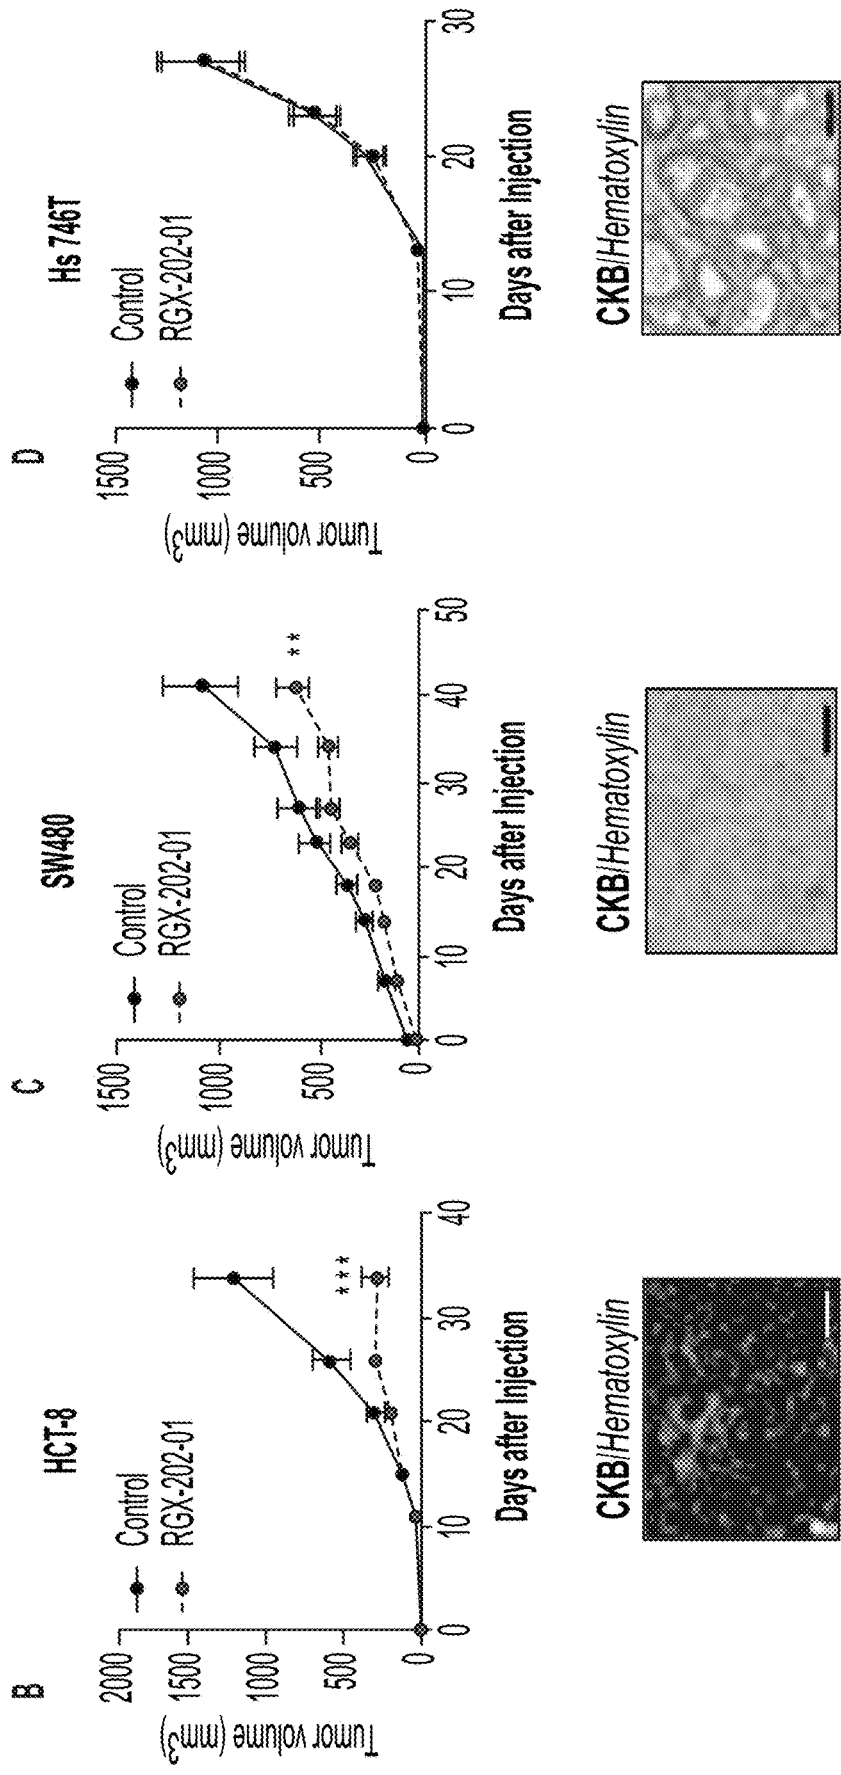 B
HCT-8
Control
RGX-202-01
Tumor volume (mm3)
2000
1500
1000
500
0
0
10
20
30
40
***
Days after Injection
CKB/Hematoxylin
C
SW480
Control
RGX-202-01
Tumor volume (mm3)
1500
1000
500
0
0
10
20
30
40
50
**
Days after Injection
CKB/Hematoxylin
D
Hs 746T
Control
RGX-202-01
Tumor volume (mm3)
1500
1000
500
0
0
10
20
30
Days after Injection
CKB/Hematoxylin